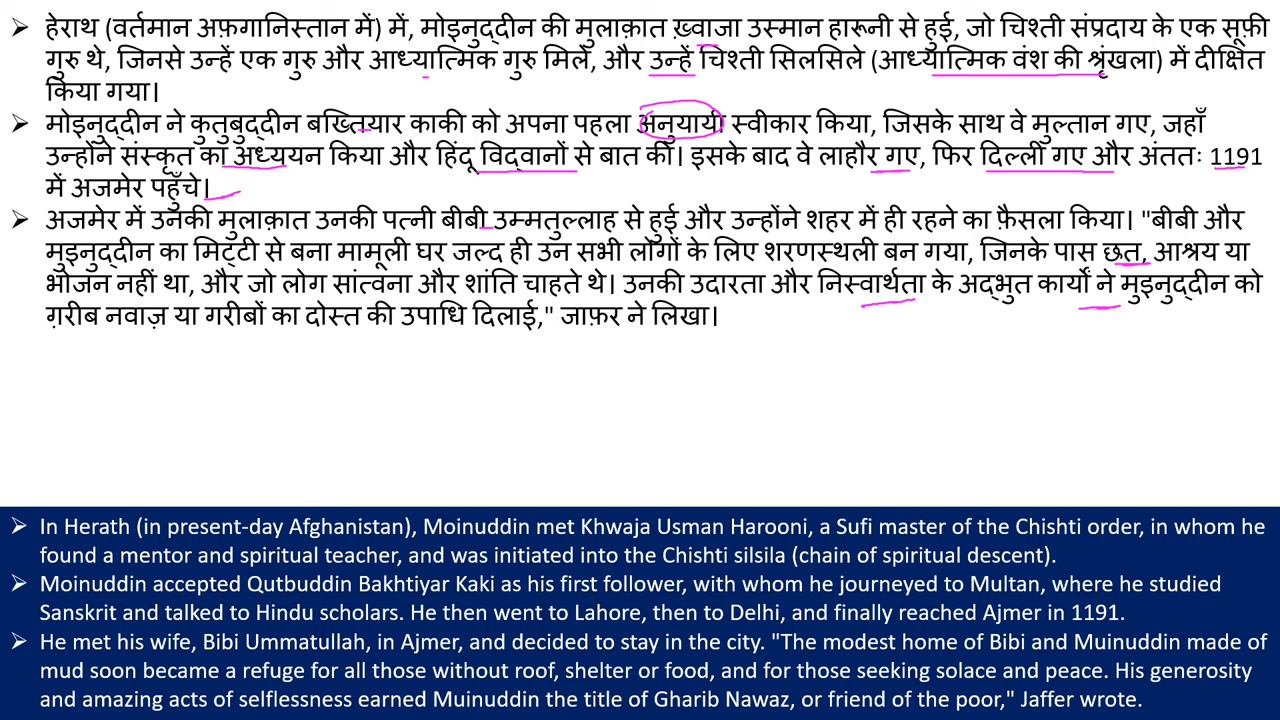 ➢ हेराथ (वर्तमान अफ़गानिस्तान में) में, मोइनुद्दीन की मुलाक़ात ख़्वाजा उस्मान हारूनी से हुई, जो चिश्ती संप्रदाय के एक सूफ़ी
गुरु थे, जिनसे उन्हें एक गुरु और आध्यात्मिक गुरु मिले, और उन्हें चिश्ती सिलसिले (आध्यात्मिक वंश की श्रृंखला) में दीक्षित
किया गया।
➢ मोइनुद्दीन ने कुतुबुद्दीन बख्तियार काकी को अपना पहला अनुयायी स्वीकार किया, जिसके साथ वे मुल्तान गए, जहाँ
उन्होंने संस्कृत का अध्ययन किया और हिंदू विद्वानों से बात की। इसके बाद वे लाहौर गए, फिर दिल्ली गए और अंततः 1191
में अजमेर पहुँचे।
➢ अजमेर में उनकी मुलाक़ात उनकी पत्नी बीबी उम्मतुल्लाह से हुई और उन्होंने शहर में ही रहने का फ़ैसला किया। "बीबी और
मुइनुद्दीन का मिट्टी से बना मामूली घर जल्द ही उन सभी लोगों के लिए शरणस्थली बन गया, जिनके पास छत, आश्रय या
भोजन नहीं था, और जो लोग सांत्वना और शांति चाहते थे। उनकी उदारता और निस्वार्थता के अद्भुत कार्यों ने मुइनुद्दीन को
ग़रीब नवाज़ या गरीबों का दोस्त की उपाधि दिलाई," जाफ़र ने लिखा।
➢ In Herath (in present-day Afghanistan), Moinuddin met Khwaja Usman Harooni, a Sufi master of the Chishti order, in whom he
found a mentor and spiritual teacher, and was initiated into the Chishti silsila (chain of spiritual descent).
➢ Moinuddin accepted Qutbuddin Bakhtiyar Kaki as his first follower, with whom he journeyed to Multan, where he studied
Sanskrit and talked to Hindu scholars. He then went to Lahore, then to Delhi, and finally reached Ajmer in 1191.
➢ He met his wife, Bibi Ummatullah, in Ajmer, and decided to stay in the city. "The modest home of Bibi and Muinuddin made of
mud soon became a refuge for all those without roof, shelter or food, and for those seeking solace and peace. His generosity
and amazing acts of selflessness earned Muinuddin the title of Gharib Nawaz, or friend of the poor," Jaffer wrote.